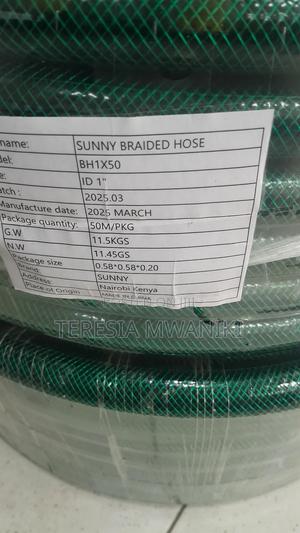 name: SUNNY BRAIDED HOSE
del: BH1X50
e: ID 1"
atch : 2025.03
Manufacture date: 2025 MARCH
Package quantity: 50M/PKG
G.W 11.5KGS
N.W 11.45GS
Package size 0.58*0.58*0.20
Brand: SUNNY
Address: Nairobi Kenya
Place of Origin MADE IN
TERESIA MWANIKI